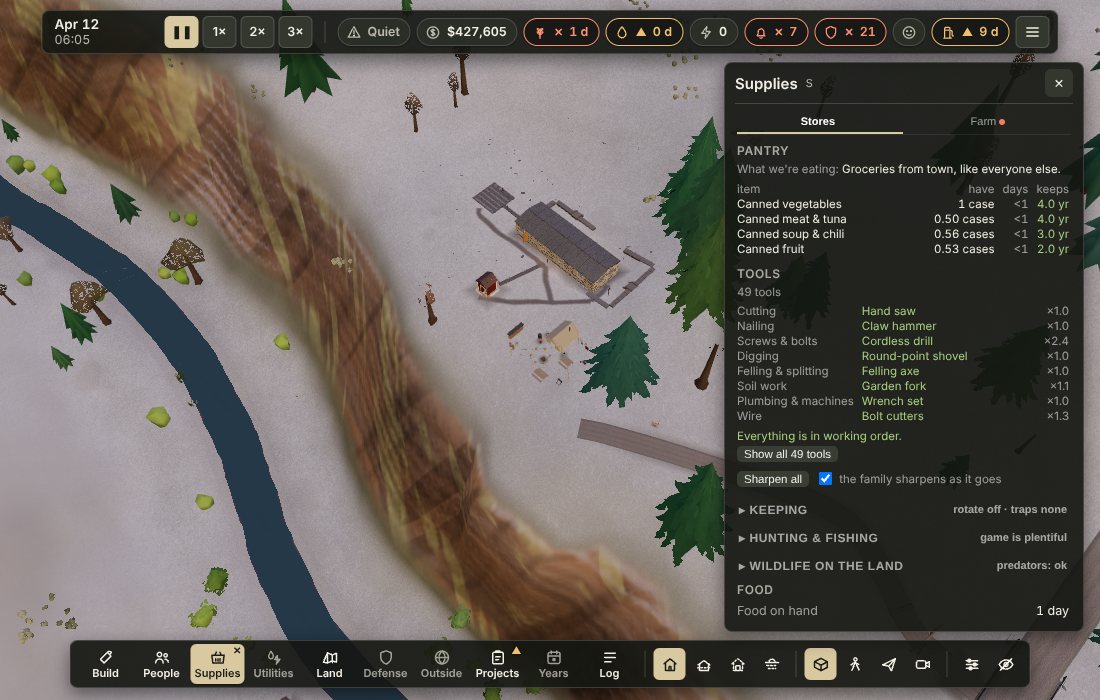 Apr 12
06:05
1× 2× 3× Quiet $427,605 × 1 d 0 d 0 × 7 × 21 9 d
Supplies S
Stores Farm
PANTRY
What we're eating: Groceries from town, like everyone else.
item have days keeps
Canned vegetables 1 case <1 4.0 yr
Canned meat & tuna 0.50 cases <1 4.0 yr
Canned soup & chili 0.56 cases <1 3.0 yr
Canned fruit 0.53 cases <1 2.0 yr
TOOLS
49 tools
Cutting Hand saw ×1.0
Nailing Claw hammer ×1.0
Screws & bolts Cordless drill ×2.4
Digging Round-point shovel ×1.0
Felling & splitting Felling axe ×1.0
Soil work Garden fork ×1.1
Plumbing & machines Wrench set ×1.0
Wire Bolt cutters ×1.3
Everything is in working order.
Show all 49 tools
Sharpen all the family sharpens as it goes
KEEPING rotate off · traps none
HUNTING & FISHING game is plentiful
WILDLIFE ON THE LAND predators: ok
FOOD
Food on hand 1 day
Build People Supplies Utilities Land Defense Outside Projects Years Log